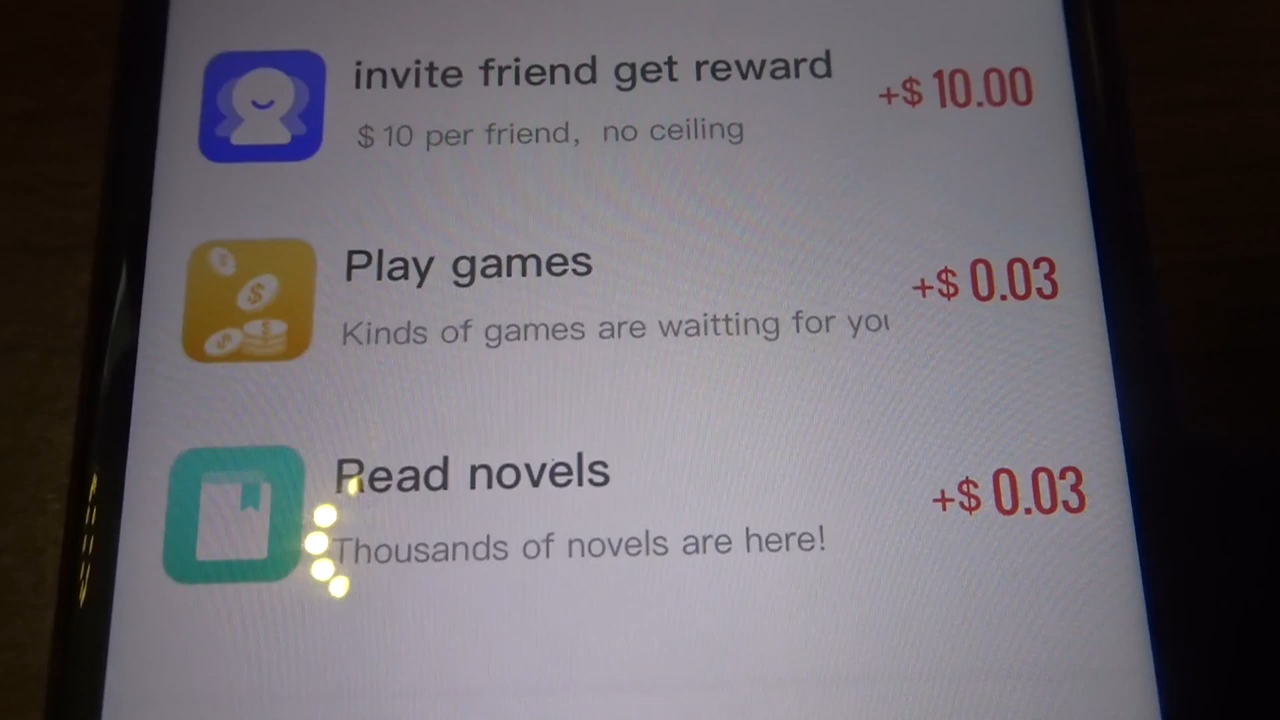 invite friend get reward
+$ 10.00
$ 10 per friend, no ceiling
Play games
+$ 0.03
Kinds of games are waitting for you
Read novels
+$ 0.03
Thousands of novels are here!